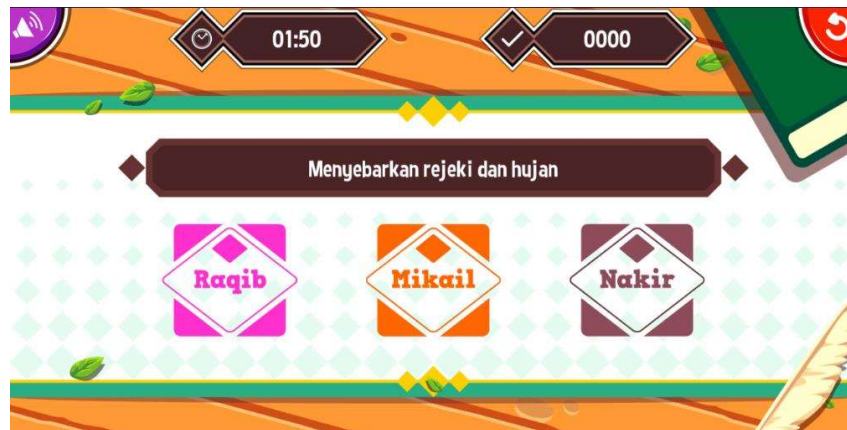 01:50
0000
Menyebarkan rejeki dan hujan
Raqib
Mikail
Nakir